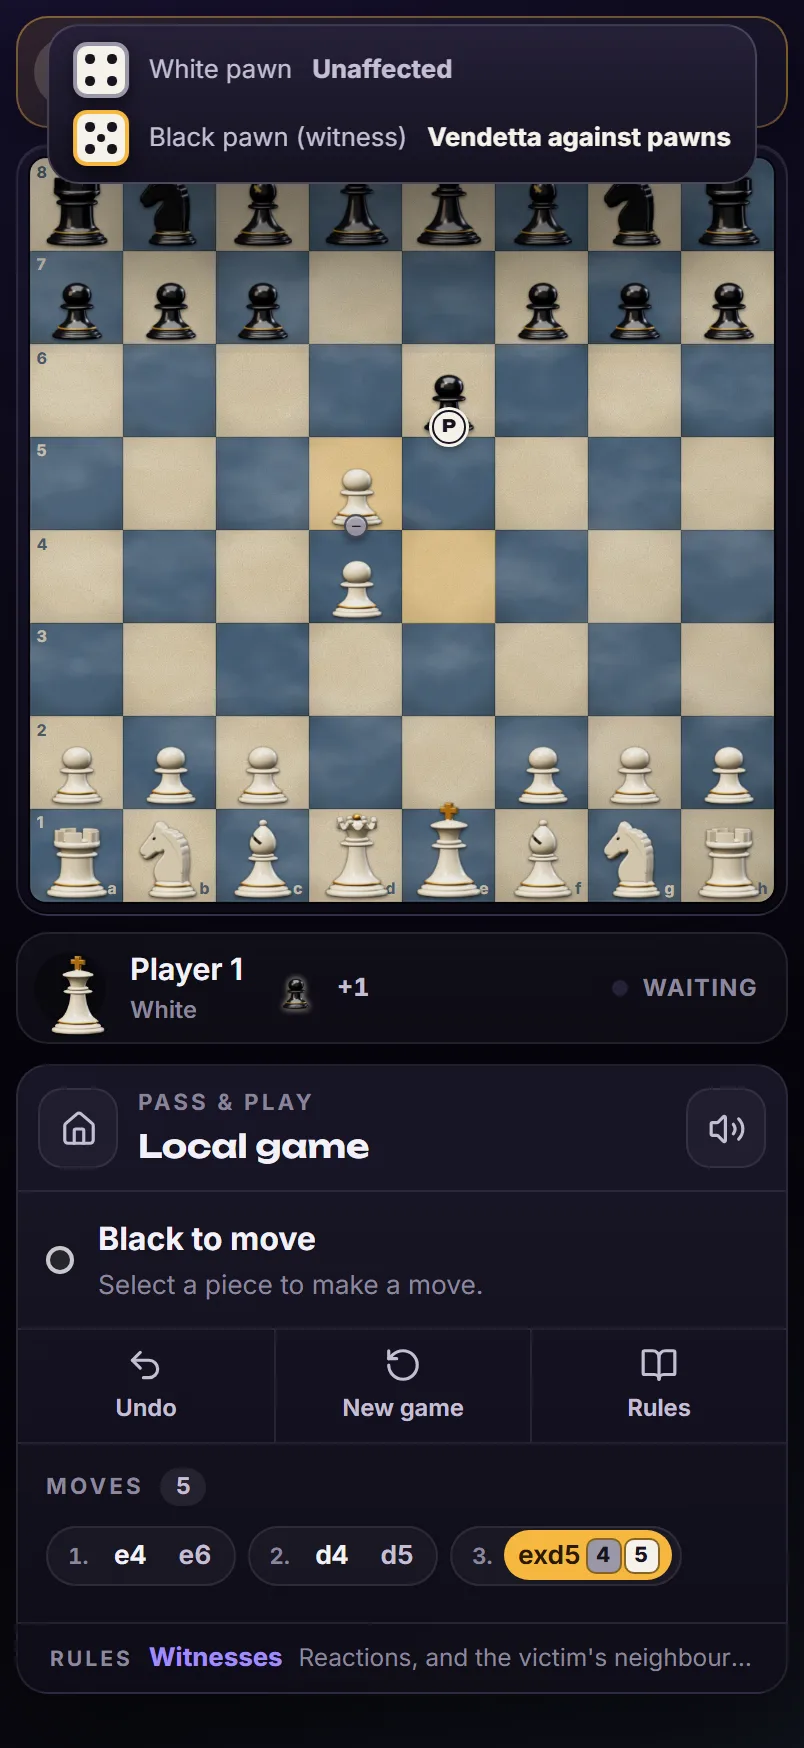 White pawn Unaffected
Black pawn (witness) Vendetta against pawns
8
7
6
P
5
4
3
2
1
a b c d e f g h
Player 1
White
+1
WAITING
PASS & PLAY
Local game
Black to move
Select a piece to make a move.
Undo New game Rules
MOVES 5
1. e4 e6 2. d4 d5 3. exd5 4 5
RULES Witnesses Reactions, and the victim's neighbour...